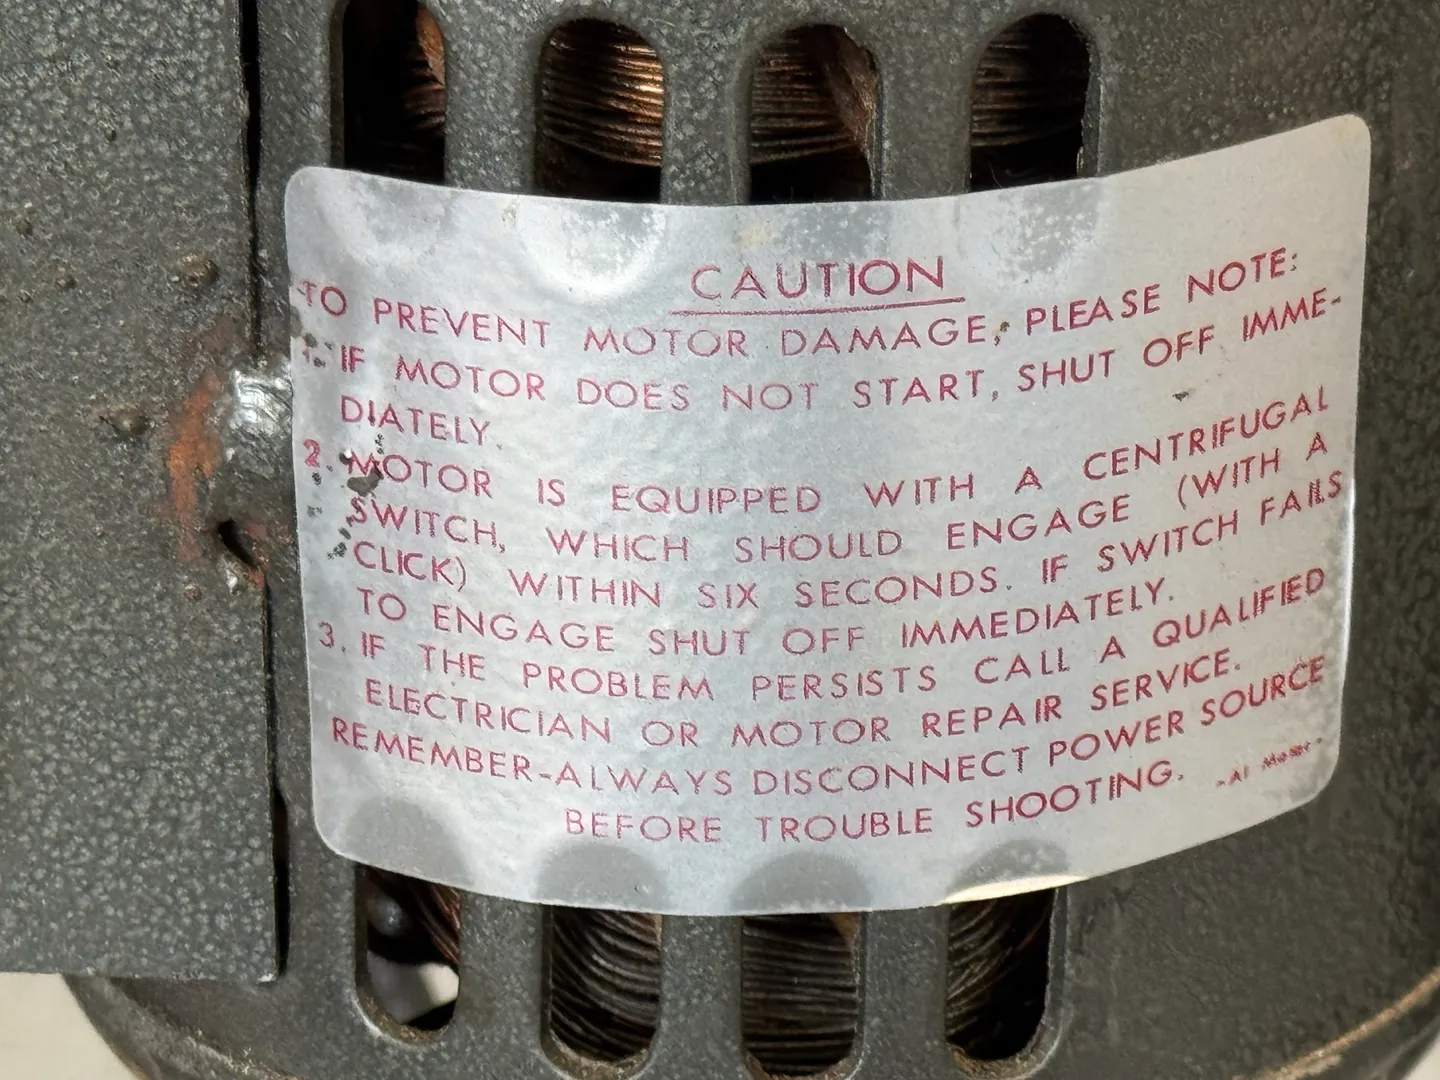 CAUTION
TO PREVENT MOTOR DAMAGE, PLEASE NOTE:
1. IF MOTOR DOES NOT START, SHUT OFF IMME-
DIATELY.
2. MOTOR IS EQUIPPED WITH A CENTRIFUGAL
SWITCH, WHICH SHOULD ENGAGE (WITH A
CLICK) WITHIN SIX SECONDS. IF SWITCH FAILS
TO ENGAGE SHUT OFF IMMEDIATELY.
3. IF THE PROBLEM PERSISTS CALL A QUALIFIED
ELECTRICIAN OR MOTOR REPAIR SERVICE.
REMEMBER-ALWAYS DISCONNECT POWER SOURCE
BEFORE TROUBLE SHOOTING.